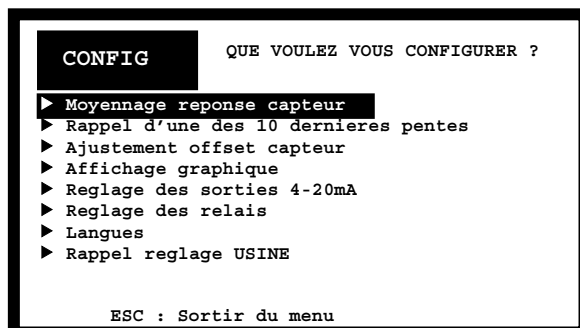 CONFIG
QUE VOULEZ VOUS CONFIGURER ?
Moyennage reponse capteur
Rappel d'une des 10 dernieres pentes
Ajustement offset capteur
Affichage graphique
Reglage des sorties 4-20mA
Reglage des relais
Langues
Rappel reglage USINE
ESC : Sortir du menu